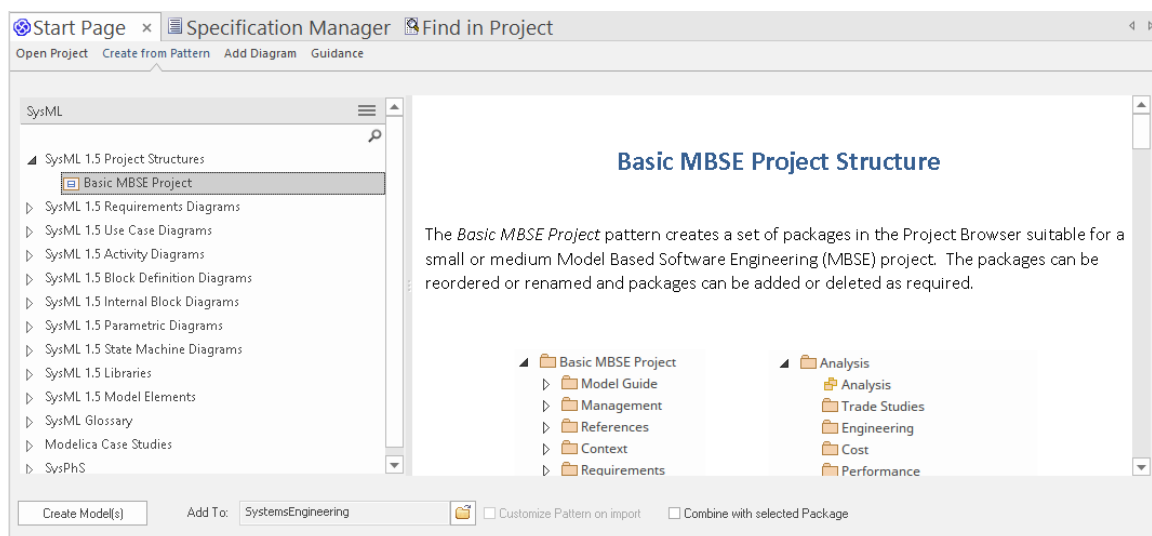 Start Page × Specification Manager Find in Project
Open Project Create from Pattern Add Diagram Guidance
SysML
SysML 1.5 Project Structures
Basic MBSE Project
SysML 1.5 Requirements Diagrams
SysML 1.5 Use Case Diagrams
SysML 1.5 Activity Diagrams
SysML 1.5 Block Definition Diagrams
SysML 1.5 Internal Block Diagrams
SysML 1.5 Parametric Diagrams
SysML 1.5 State Machine Diagrams
SysML 1.5 Libraries
SysML 1.5 Model Elements
SysML Glossary
Modelica Case Studies
SysPhS
Basic MBSE Project Structure
The Basic MBSE Project pattern creates a set of packages in the Project Browser suitable for a
small or medium Model Based Software Engineering (MBSE) project. The packages can be
reordered or renamed and packages can be added or deleted as required.
Basic MBSE Project
Model Guide
Management
References
Context
Requirements
Analysis
Analysis
Trade Studies
Engineering
Cost
Performance
Create Model(s) Add To: SystemsEngineering Customize Pattern on import Combine with selected Package